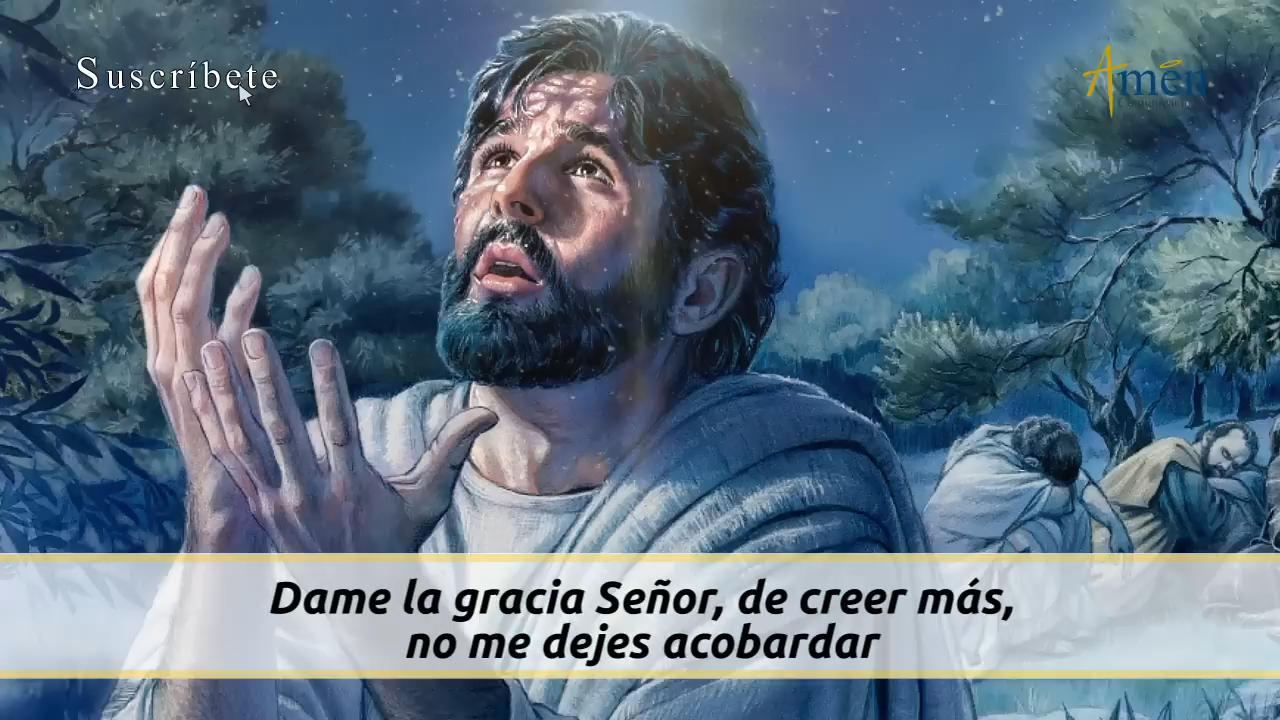 Suscríbete
Amén
Dame la gracia Señor, de creer más,
no me dejes acobardar